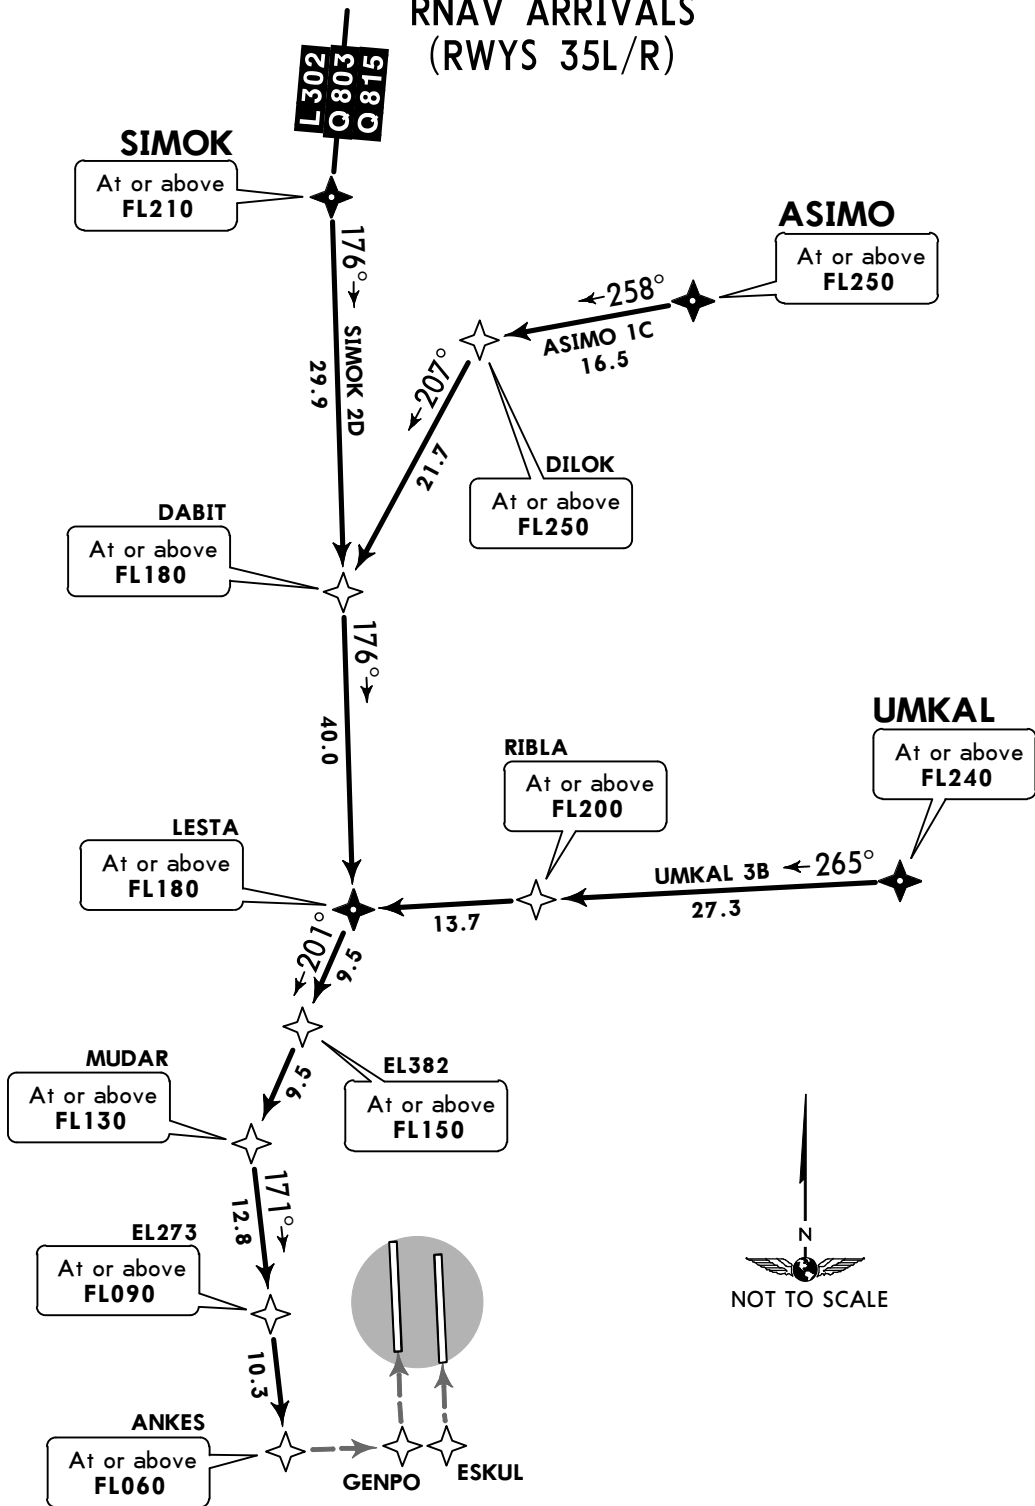 RNAV ARRIVALS
(RWYS 35L/R)
L302
Q803
Q815
SIMOK
At or above
FL210
176°
SIMOK 2D
29.9
ASIMO
At or above
FL250
258°
ASIMO 1C
16.5
207°
21.7
DILOK
At or above
FL250
DABIT
At or above
FL180
176°
40.0
UMKAL
At or above
FL240
RIBLA
At or above
FL200
LESTA
At or above
FL180
265°
UMKAL 3B
27.3
13.7
201°
9.5
EL382
At or above
FL150
9.5
MUDAR
At or above
FL130
171°
12.8
EL273
At or above
FL090
10.3
ANKES
At or above
FL060
GENPO
ESKUL
N
NOT TO SCALE